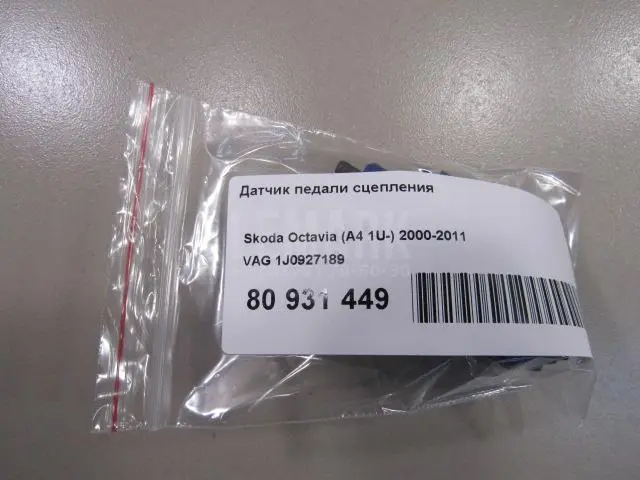 Датчик педали сцепления
Skoda Octavia (A4 1U-) 2000-2011
VAG 1J0927189
80 931 449